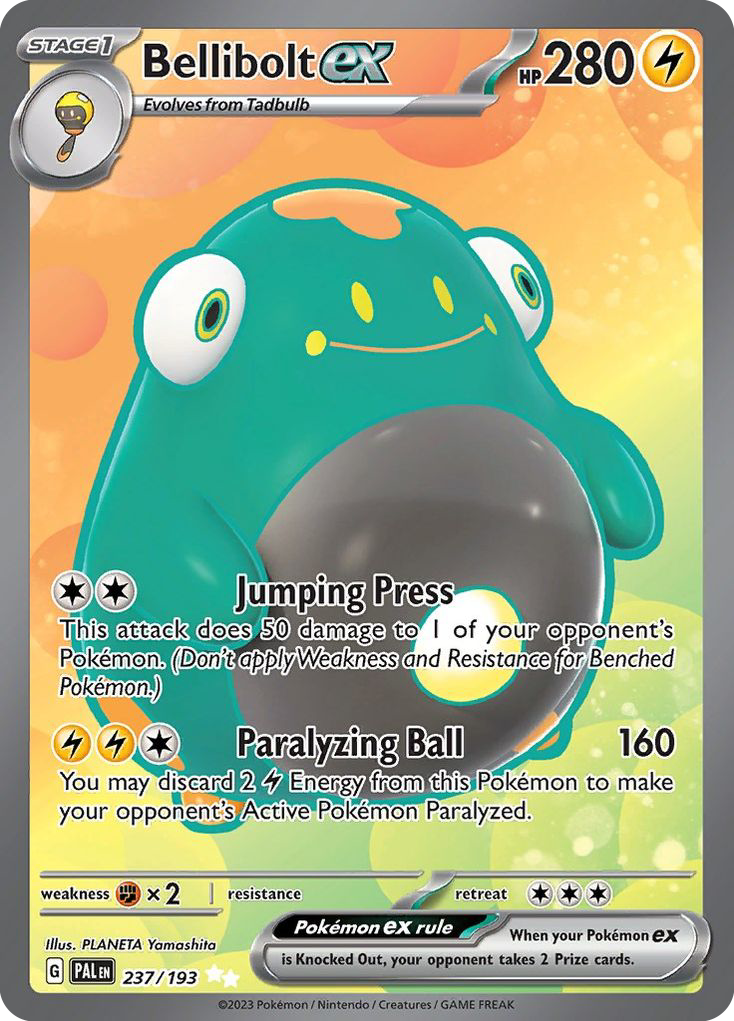 STAGE1
Bellibolt ex
HP 280
Evolves from Tadbulb
Jumping Press
This attack does 50 damage to 1 of your opponent's
Pokémon. (Don't apply Weakness and Resistance for Benched
Pokémon.)
Paralyzing Ball 160
You may discard 2 Energy from this Pokémon to make
your opponent's Active Pokémon Paralyzed.
weakness ×2 | resistance retreat
Illus. PLANETA Yamashita
Pokémon ex rule
When your Pokémon ex
is Knocked Out, your opponent takes 2 Prize cards.
G PAL EN 237/193
©2023 Pokémon / Nintendo / Creatures / GAME FREAK